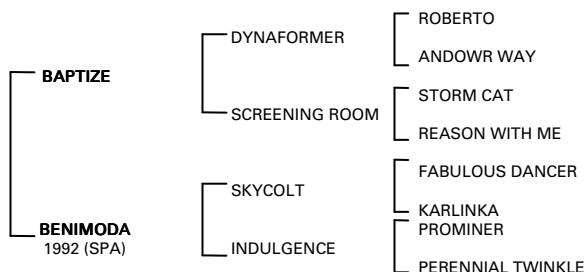 ROBERTO
DYNAFORMER
ANDOWR WAY
BAPTIZE
STORM CAT
SCREENING ROOM
REASON WITH ME
FABULOUS DANCER
SKYCOLT
KARLINKA
BENIMODA
1992 (SPA)
PROMINER
INDULGENCE
PERENNIAL TWINKLE